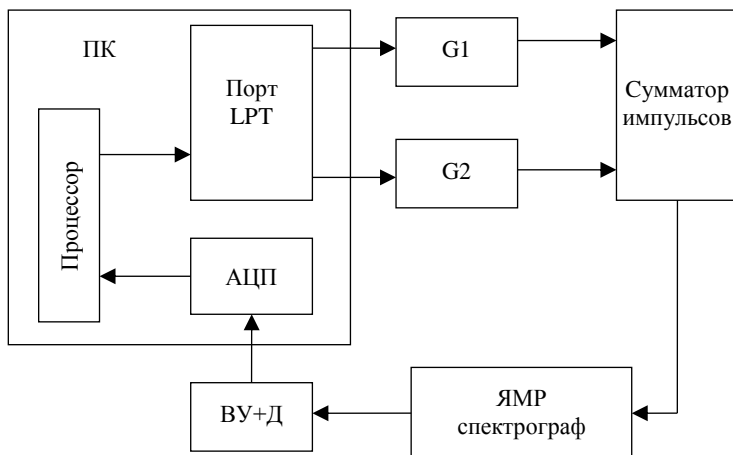 ПК
Порт
LPT
G1
Сумматор
импульсов
G2
Процессор
АЦП
ВУ+Д
ЯМР
спектрограф